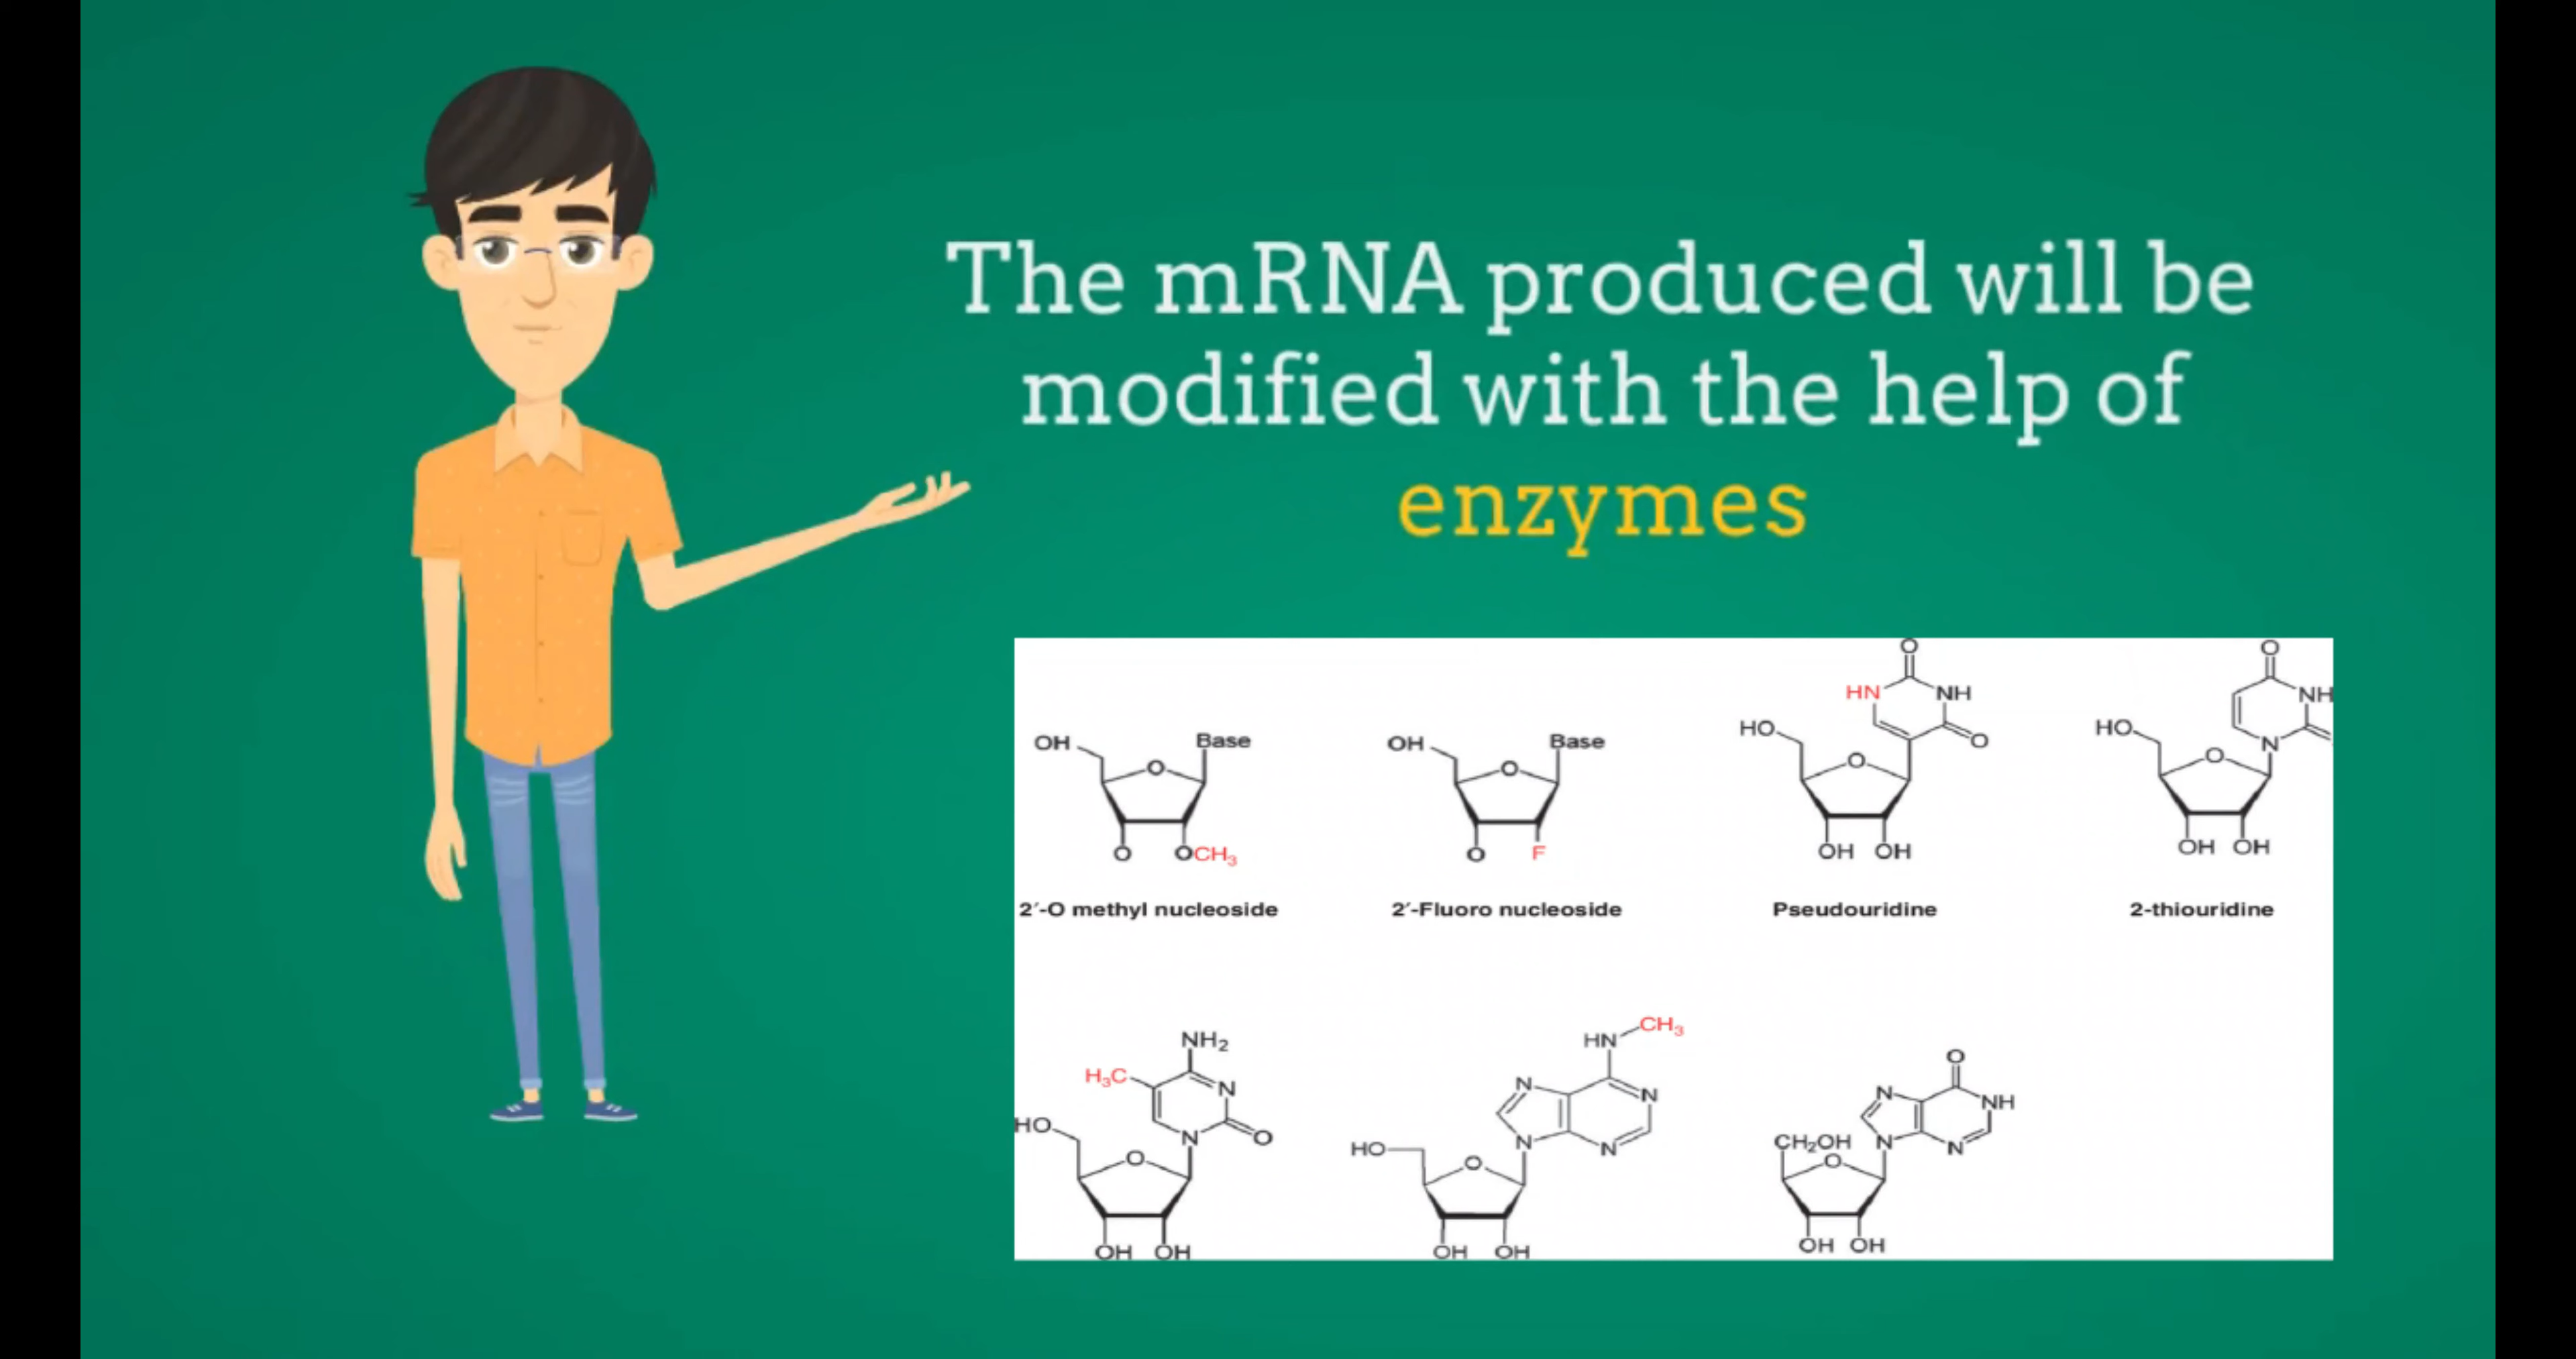 The mRNA produced will be
modified with the help of
enzymes
O
HN
NH
O
HO
O
OH OH
O
NH
HO
N
O
OH OH
OH
Base
O
O
OCH₃
OH
Base
O
O
F
2′-O methyl nucleoside
2′-Fluoro nucleoside
Pseudouridine
2-thiouridine
NH₂
H₃C
N
HO
N
O
O
OH OH
CH₃
HN
N
N
HO
N
N
O
OH OH
O
N
NH
CH₂OH
N
N
O
OH OH